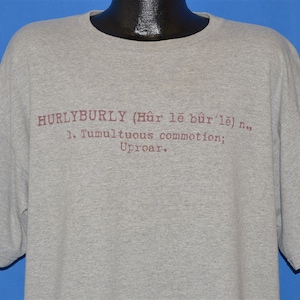 HURLYBURLY (Hûr lē bûr′lē) n.,
1. Tumultuous commotion;
Uproar.